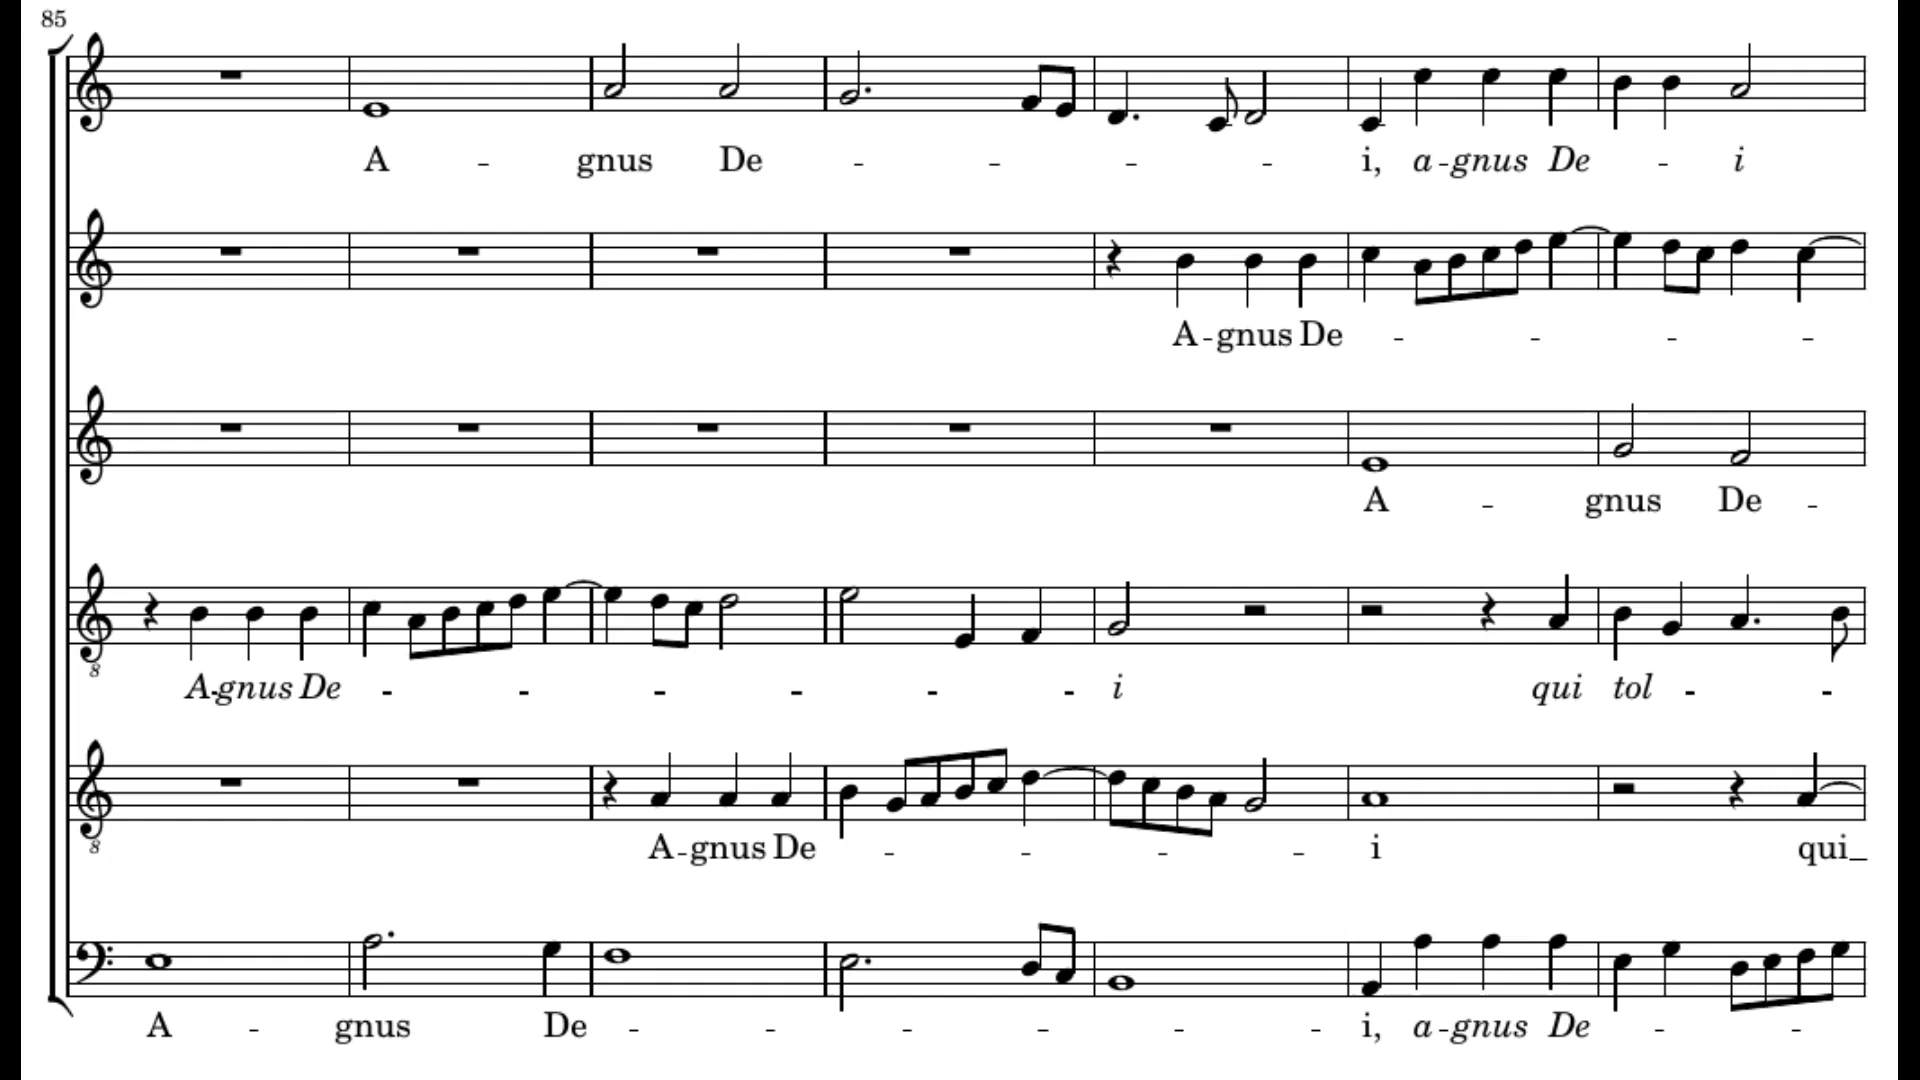 85
A - gnus De - - - - i, a - gnus De - i
A - gnus De - - - -
A - gnus De -
A - gnus De - - - - - - i qui tol - -
A - gnus De - - - - i qui_
A - gnus De - - - - - - i, a - gnus De - -